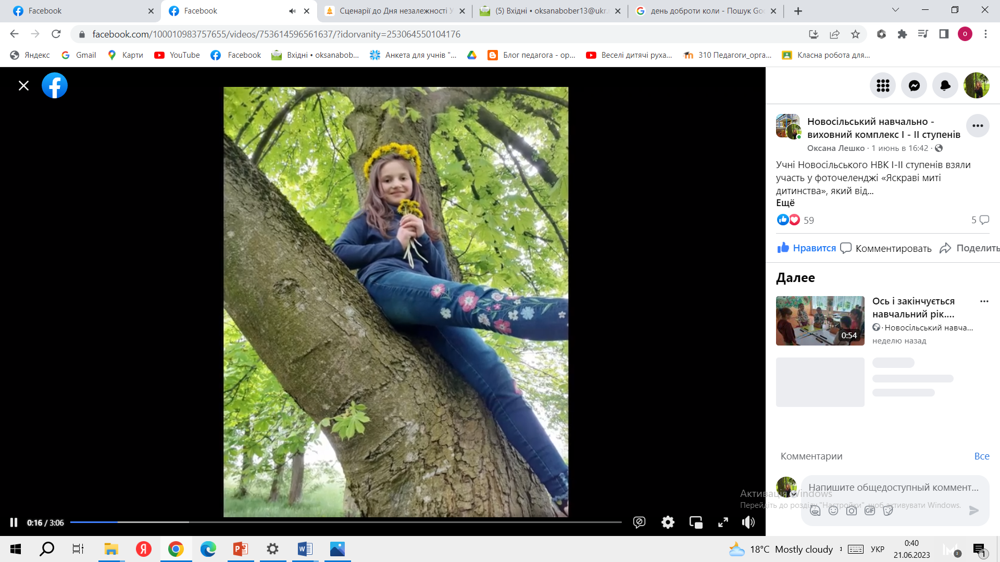 Facebook
Facebook
Сценарії до Дня незалежності У
(5) Вхідні • oksanabober13@ukr.n
день доброти коли - Пошук Goo
facebook.com/100010983757655/videos/753614596561637/?idorvanity=253064550104176
О
Яндекс
Gmail
Карти
YouTube
Facebook
Вхідні • oksanabob...
Анкета для учнів "...
Блог педагога - ор...
Веселі дитячі руха...
310 Педагоги_орга...
Класна робота для...
Новосільський навчально -
виховний комплекс І - ІІ ступенів
Оксана Лешко · 1 июнь в 16:42 ·
Учні Новосільського НВК І-ІІ ступенів взяли
участь у фоточеленджі «Яскраві миті
дитинства», який від...
Ещё
59
5
Нравится
Комментировать
Поделить
Далее
Ось і закінчується
навчальний рік....
· Новосільський навча...
неделю назад
0:54
Комментарии
Все
Напишите общедоступный коммент...
GIF
Активація Windows
Перейдіть до розділу "Настройки", щоб активувати Windows.
0:16 / 3:06
Я
18°C Mostly cloudy
УКР
0:40
21.06.2023
3
1